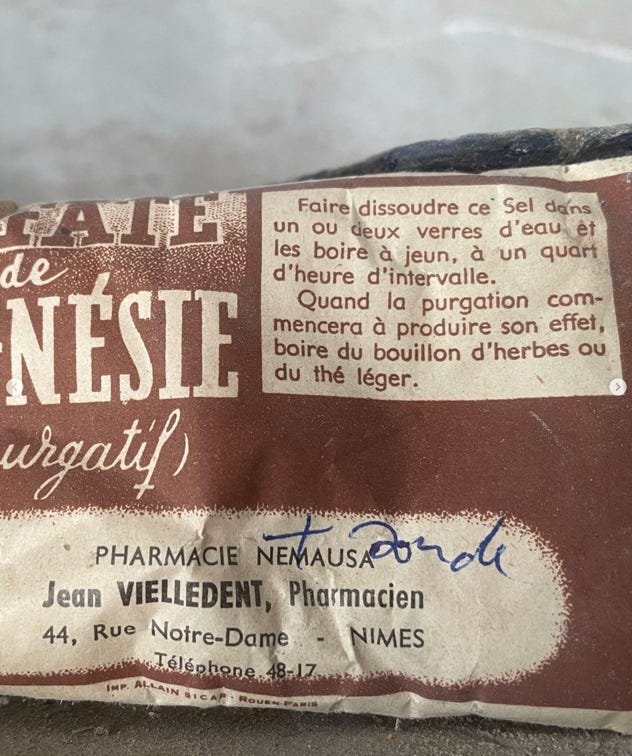 FATE
de
NÉSIE
urgatif)
Faire dissoudre ce Sel dans
un ou deux verres d'eau et
les boire à jeun, à un quart
d'heure d'intervalle.
Quand la purgation com-
mencera à produire son effet,
boire du bouillon d'herbes ou
du thé léger.
PHARMACIE NEMAUSA
Jean VIELLEDENT, Pharmacien
44, Rue Notre-Dame - NIMES
Téléphone 48-17
IMP. ALLAIN SICAP - ROUEN-PARIS